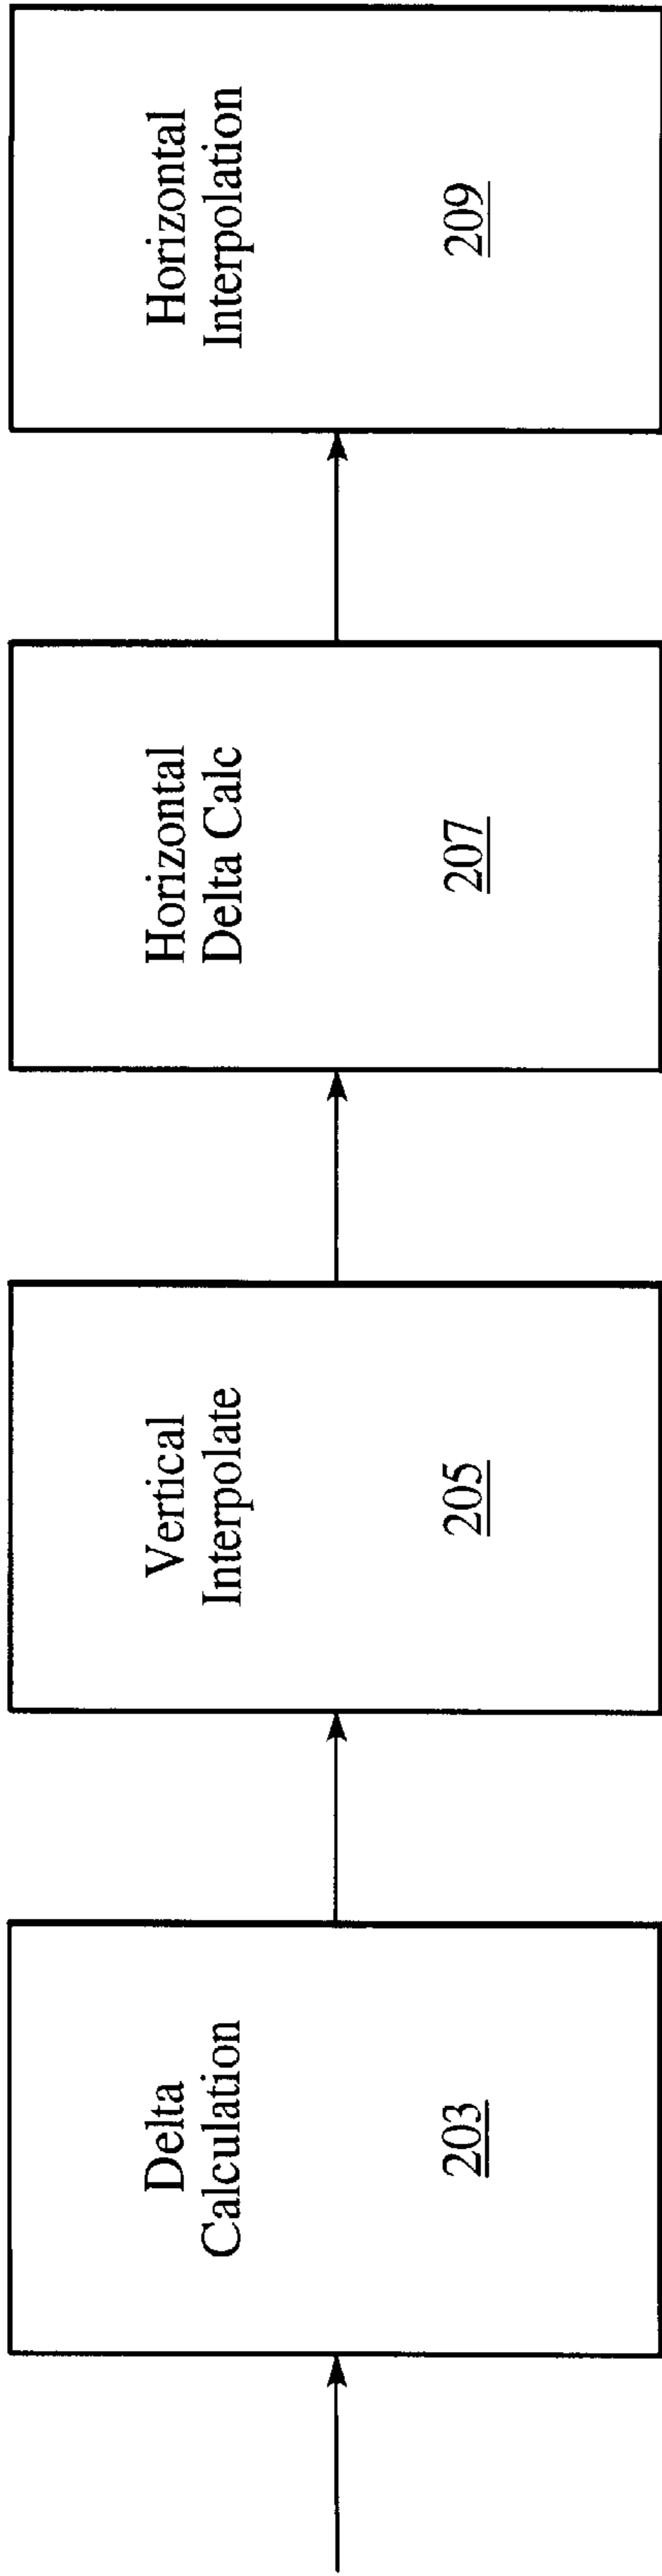 Delta
Calculation
203
Vertical
Interpolate
205
Horizontal
Delta Calc
207
Horizontal
Interpolation
209